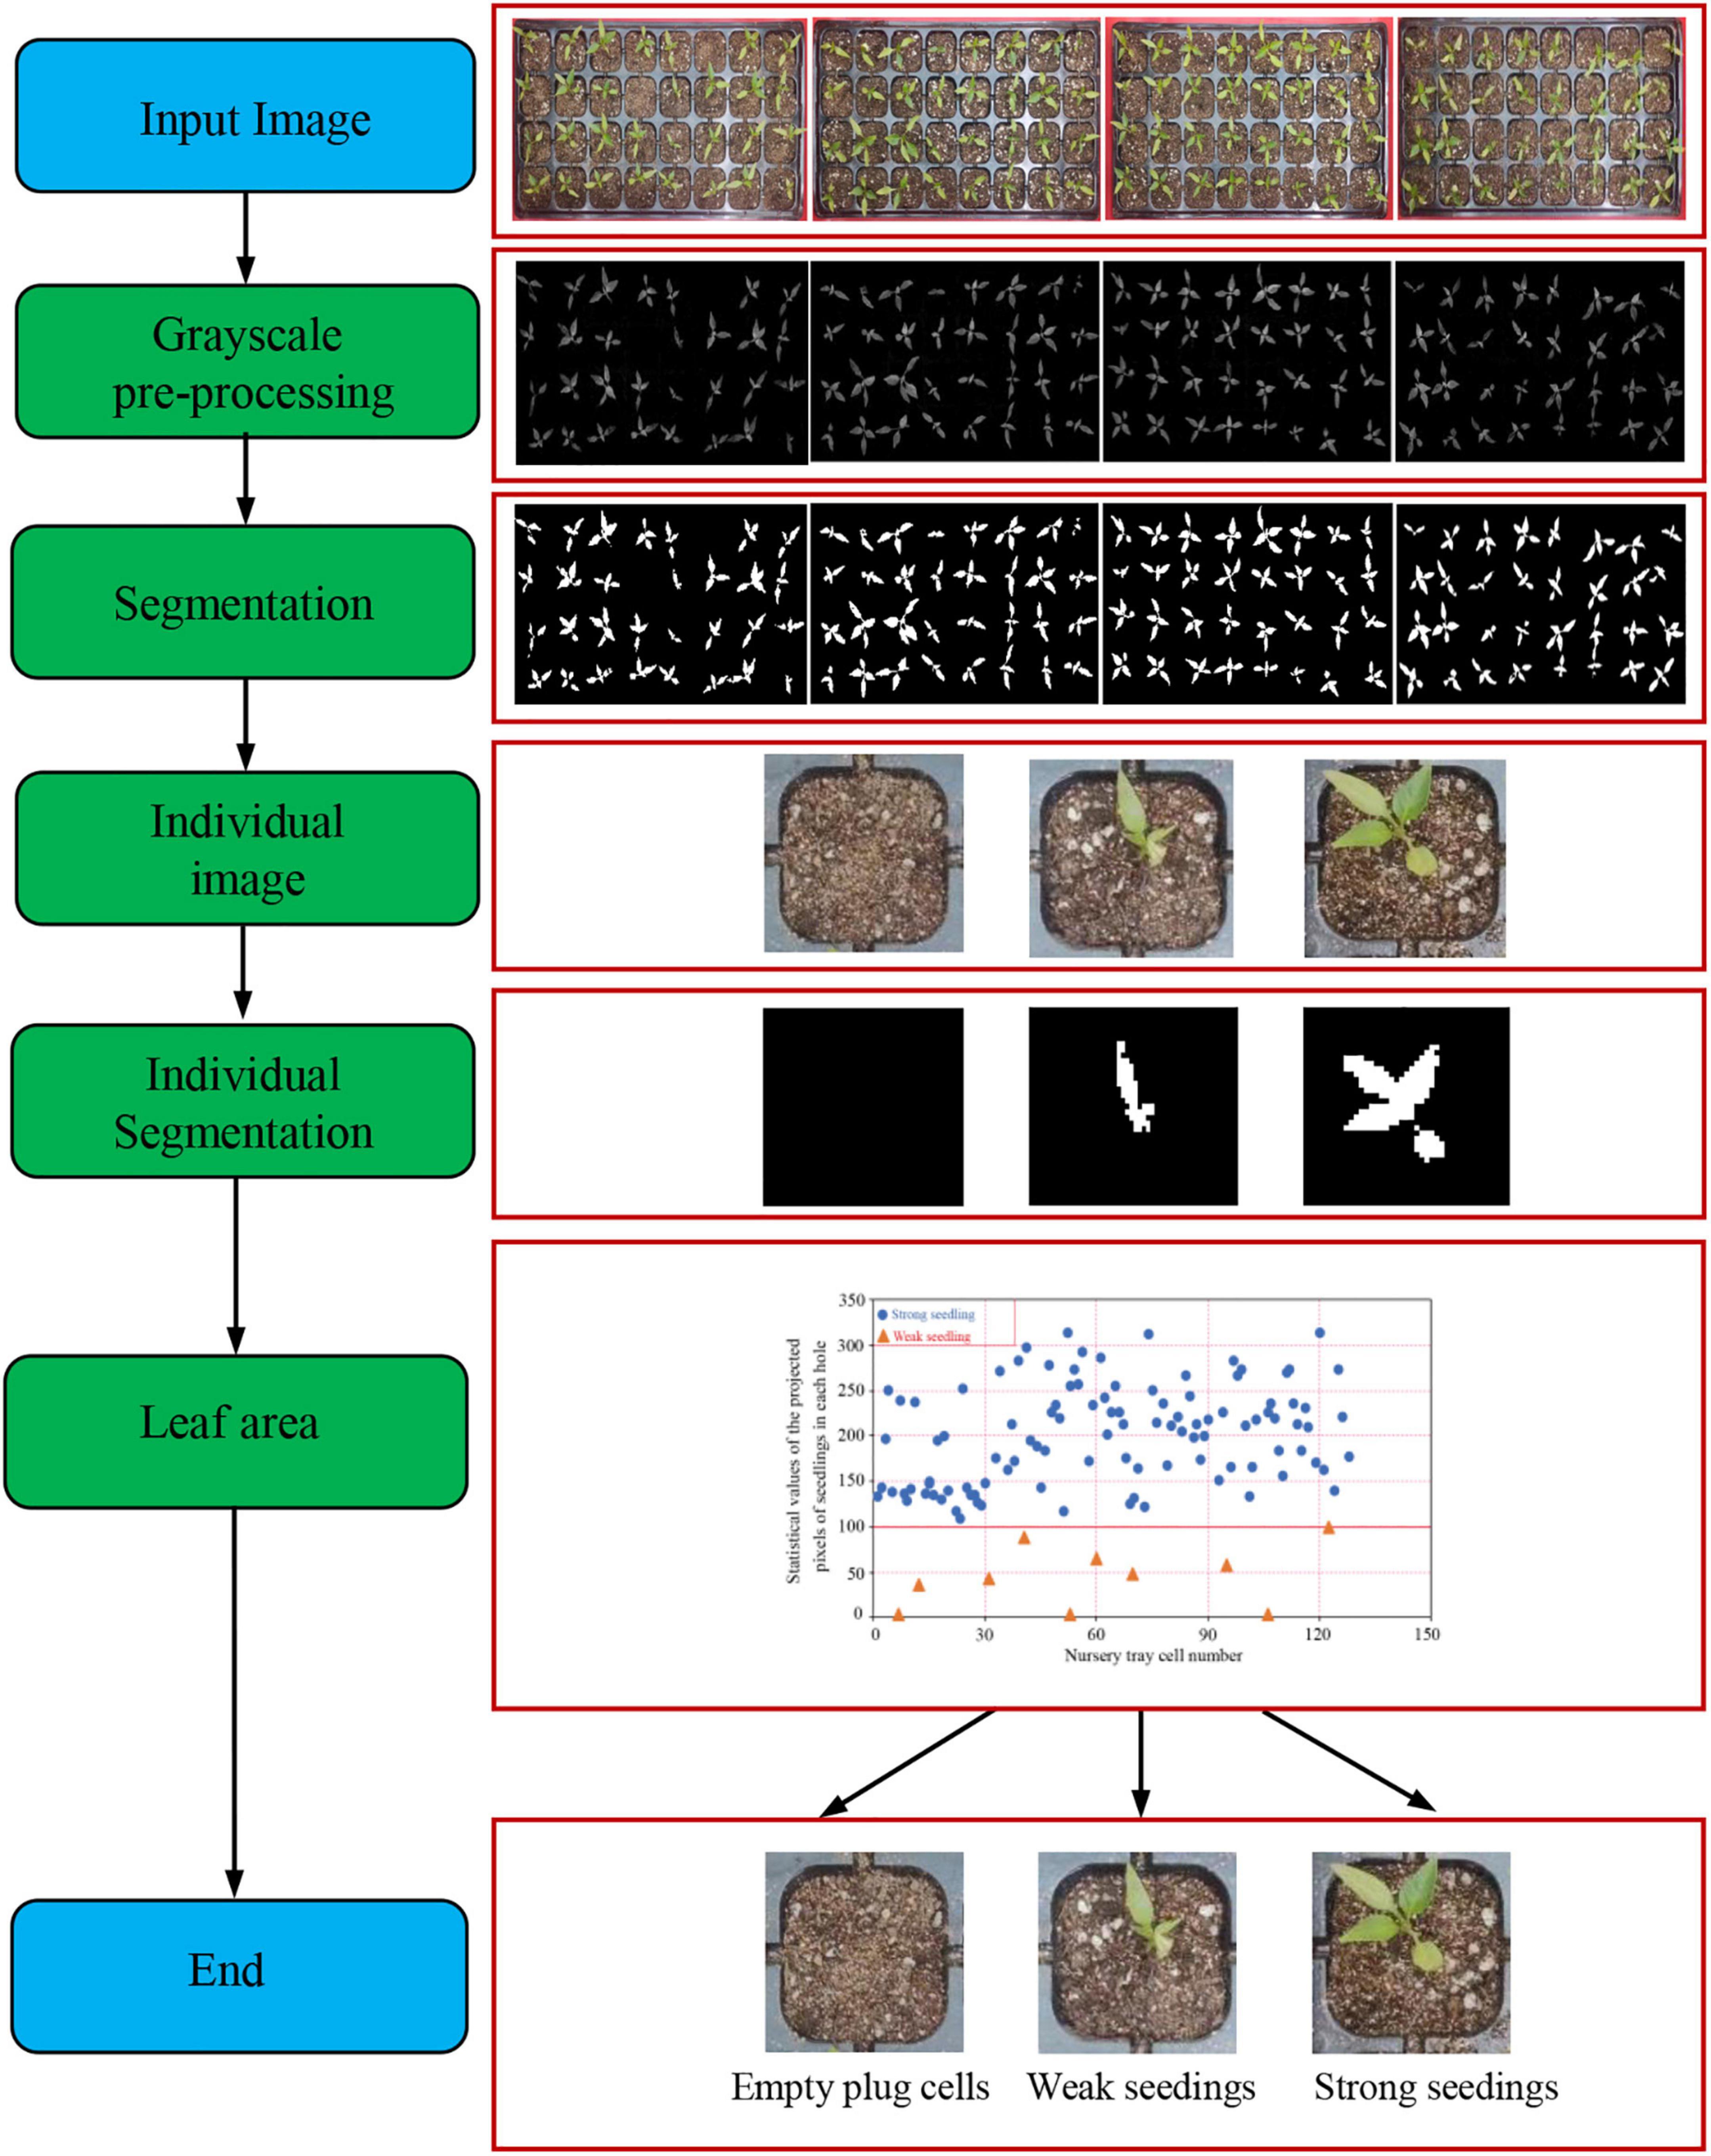 Input Image
Grayscale
pre-processing
Segmentation
Individual
image
Individual
Segmentation
Leaf area
Statistical values of the projected
pixels of seedlings in each hole
350
300
250
200
150
100
50
0
Strong seedling
Weak seedling
0 30 60 90 120 150
Nursery tray cell number
End
Empty plug cells Weak seedings Strong seedings